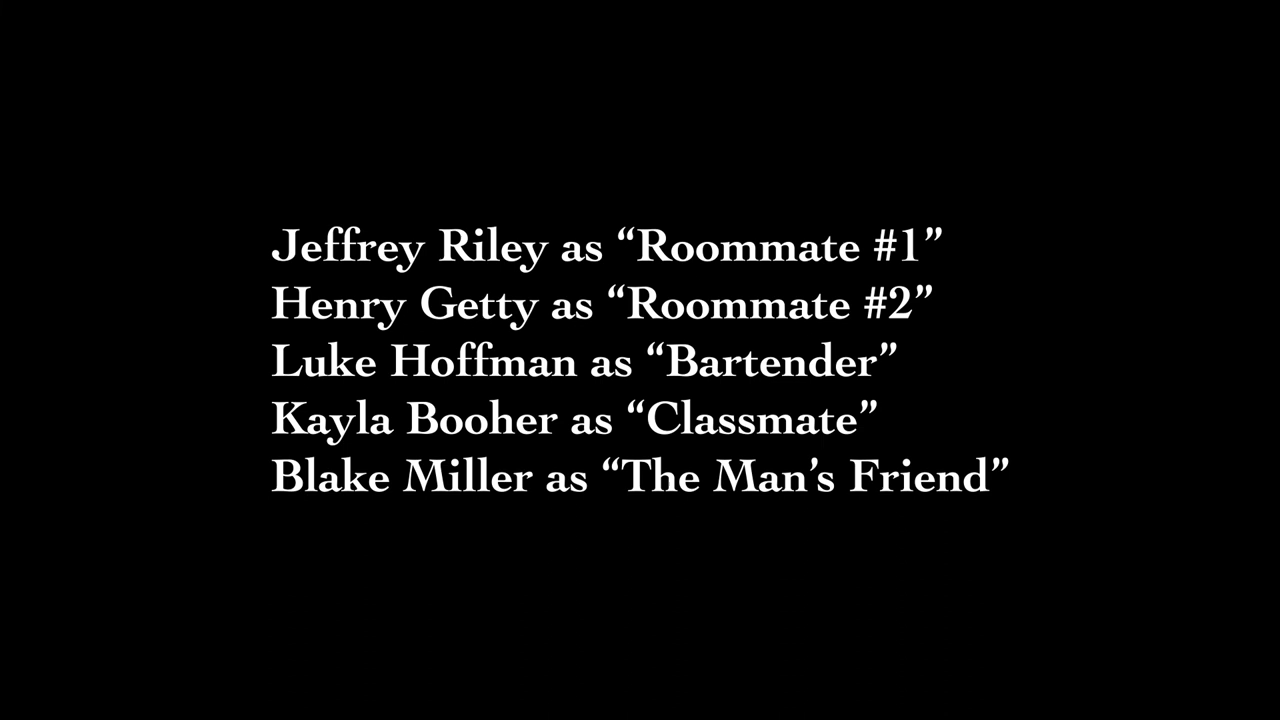 Jeffrey Riley as “Roommate #1”
Henry Getty as “Roommate #2”
Luke Hoffman as “Bartender”
Kayla Booher as “Classmate”
Blake Miller as “The Man’s Friend”